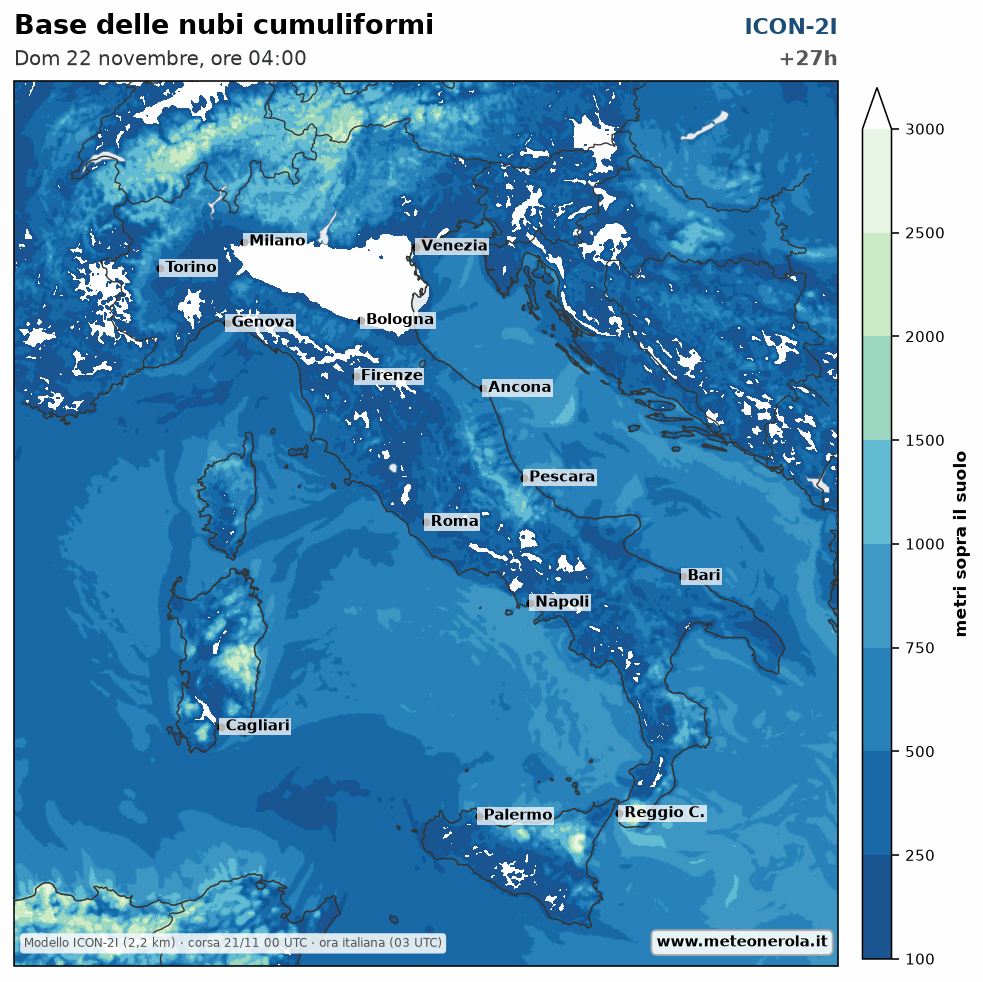 Base delle nubi cumuliformi
ICON-2I
Dom 22 novembre, ore 04:00
+27h
Milano
Venezia
Torino
Genova
Bologna
Firenze
Ancona
Pescara
Roma
Bari
Napoli
Cagliari
Palermo
Reggio C.
Modello ICON-2I (2,2 km) · corsa 21/11 00 UTC · ora italiana (03 UTC)
www.meteonerola.it
3000
2500
2000
1500
1000
750
500
250
100
metri sopra il suolo